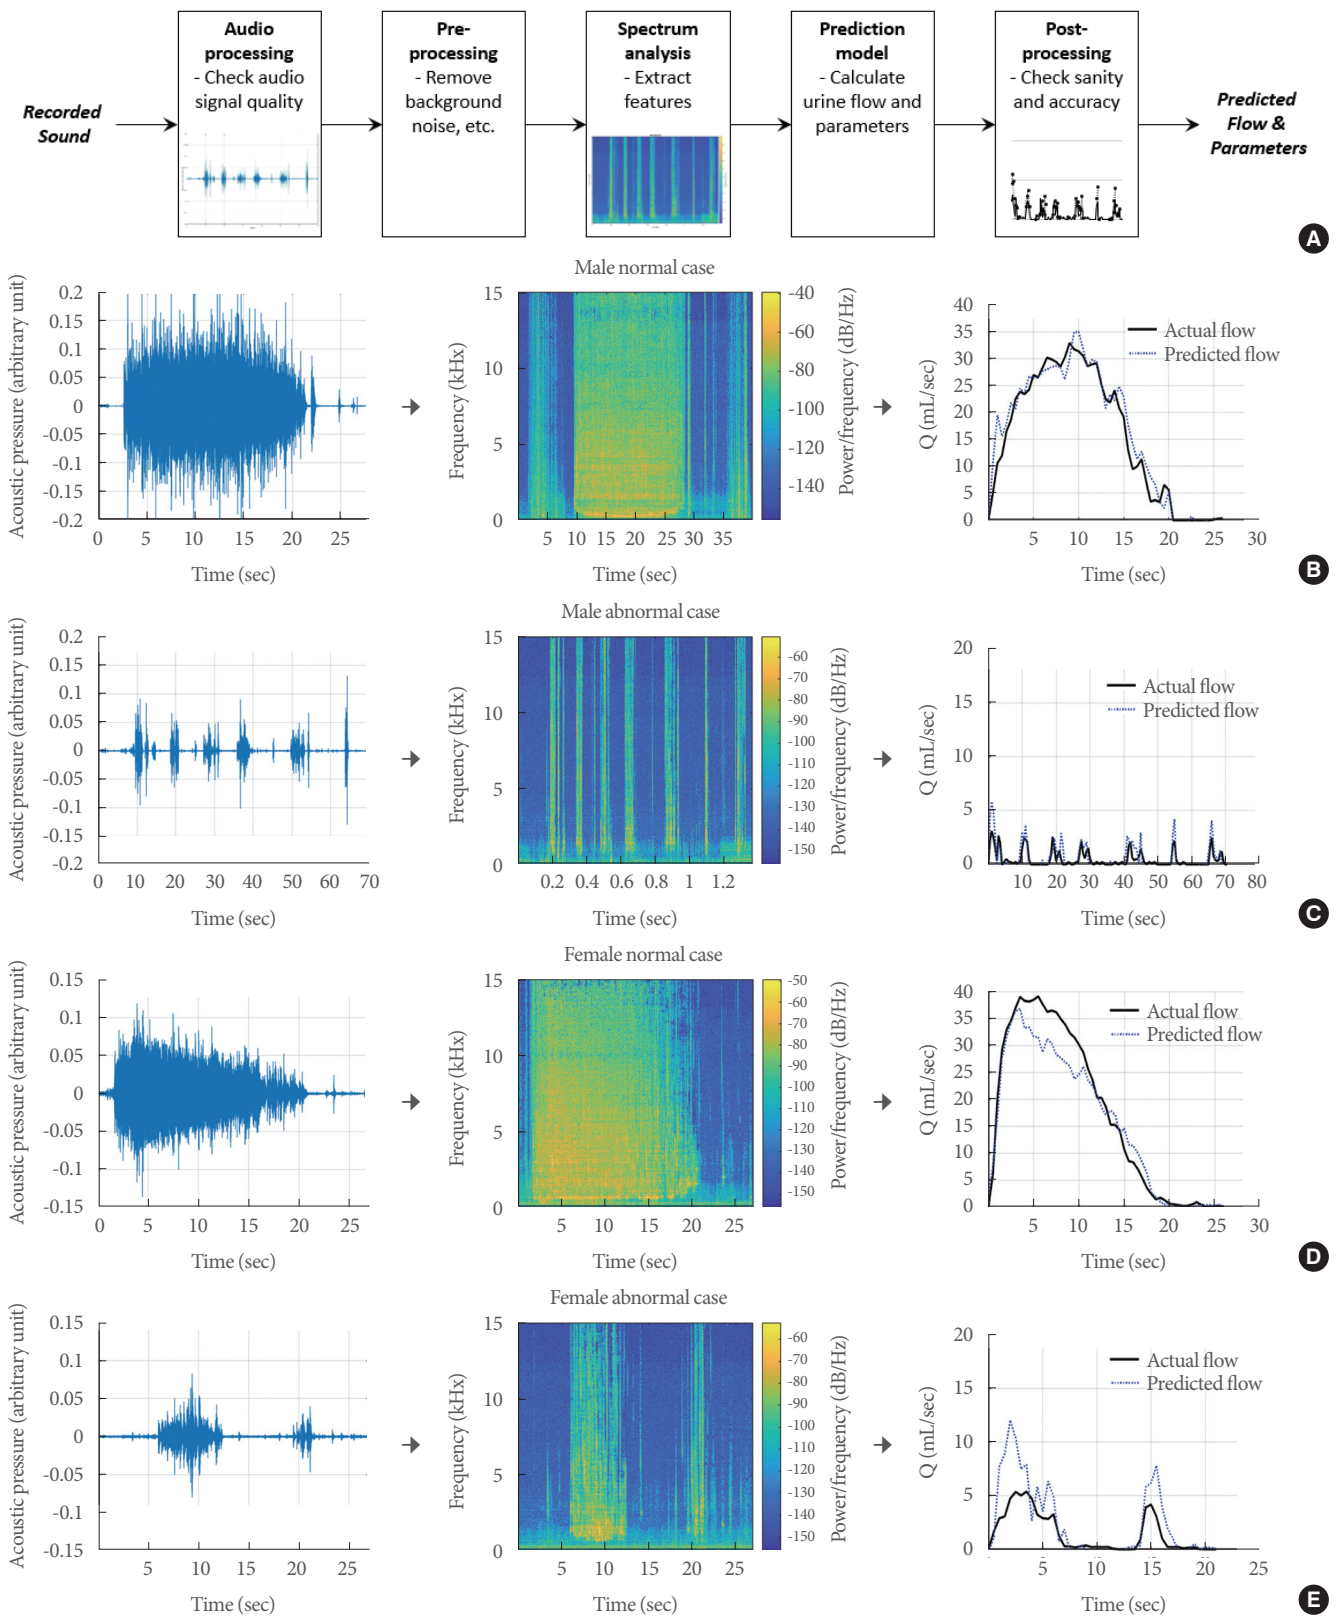 Recorded
Sound
Audio
processing
- Check audio
signal quality
Pre-
processing
- Remove
background
noise, etc.
Spectrum
analysis
- Extract
features
Prediction
model
- Calculate
urine flow and
parameters
Post-
processing
- Check sanity
and accuracy
Predicted
Flow &
Parameters
A
Male normal case
Acoustic pressure (arbitrary unit)
0.2
0.15
0.1
0.05
0
-0.05
-0.1
-0.15
-0.2
0 5 10 15 20 25
Time (sec)
Frequency (kHx)
15
10
5
0
5 10 15 20 25 30 35
Time (sec)
-40
-60
-80
-100
-120
-140
Power/frequency (dB/Hz)
Q (mL/sec)
40
35
30
25
20
15
10
5
0
5 10 15 20 25 30
Time (sec)
Actual flow
Predicted flow
B
Male abnormal case
Acoustic pressure (arbitrary unit)
0.2
0.15
0.1
0.05
0
-0.05
-0.1
-0.15
-0.2
0 10 20 30 40 50 60 70
Time (sec)
Frequency (kHx)
15
10
5
0
0.2 0.4 0.6 0.8 1 1.2
Time (sec)
-60
-70
-80
-90
-100
-110
-120
-130
-140
-150
Power/frequency (dB/Hz)
Q (mL/sec)
20
15
10
5
0
10 20 30 40 50 60 70 80
Time (sec)
Actual flow
Predicted flow
C
Female normal case
Acoustic pressure (arbitrary unit)
0.15
0.1
0.05
0
-0.05
-0.1
-0.15
0 5 10 15 20 25
Time (sec)
Frequency (kHx)
15
10
5
0
5 10 15 20 25
Time (sec)
-50
-60
-70
-80
-90
-100
-110
-120
-130
-140
-150
Power/frequency (dB/Hz)
Q (mL/sec)
40
35
30
25
20
15
10
5
0
5 10 15 20 25 30
Time (sec)
Actual flow
Predicted flow
D
Female abnormal case
Acoustic pressure (arbitrary unit)
0.15
0.1
0.05
0
-0.05
-0.1
-0.15
5 10 15 20 25
Time (sec)
Frequency (kHx)
15
10
5
0
5 10 15 20 25
Time (sec)
-60
-70
-80
-90
-100
-110
-120
-130
-140
-150
Power/frequency (dB/Hz)
Q (mL/sec)
20
15
10
5
0
5 10 15 20 25
Time (sec)
Actual flow
Predicted flow
E